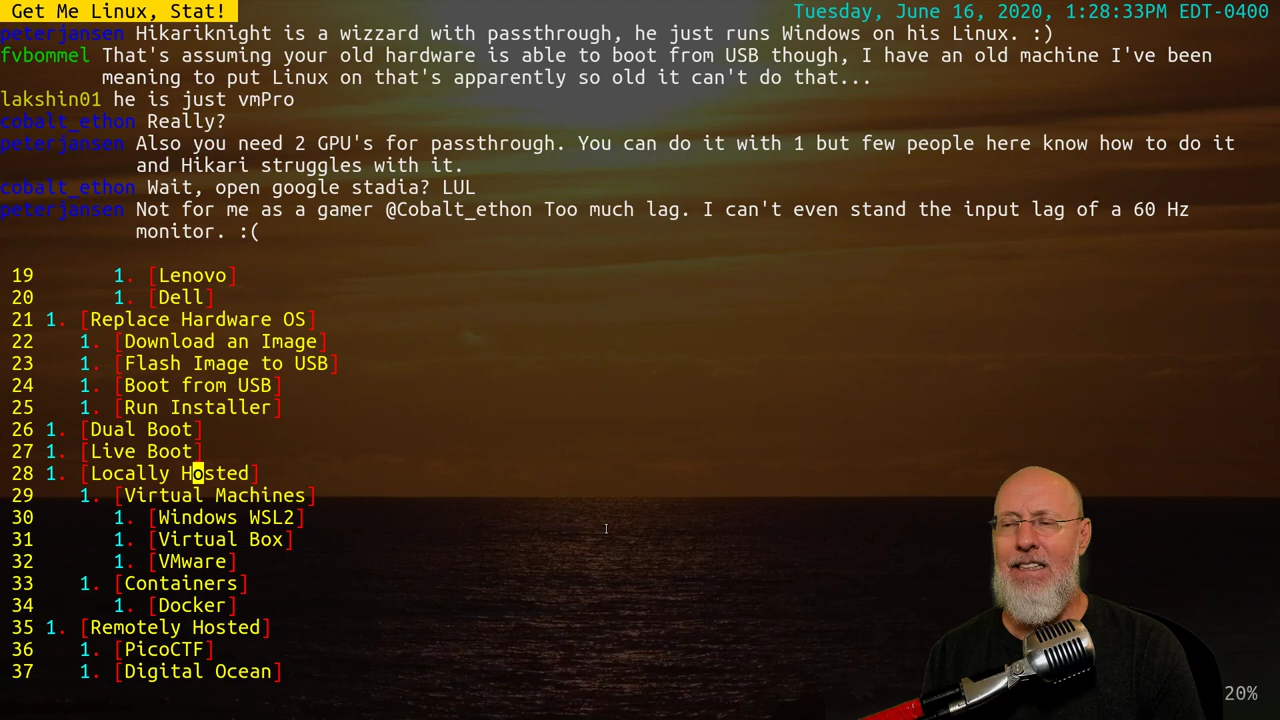 Get Me Linux, Stat!
Tuesday, June 16, 2020, 1:28:33PM EDT-0400
peterjansen Hikariknight is a wizzard with passthrough, he just runs Windows on his Linux. :)
fvbommel That's assuming your old hardware is able to boot from USB though, I have an old machine I've been
meaning to put Linux on that's apparently so old it can't do that...
lakshin01 he is just vmPro
cobalt_ethon Really?
peterjansen Also you need 2 GPU's for passthrough. You can do it with 1 but few people here know how to do it
and Hikari struggles with it.
cobalt_ethon Wait, open google stadia? LUL
peterjansen Not for me as a gamer @Cobalt_ethon Too much lag. I can't even stand the input lag of a 60 Hz
monitor. :(
19 1. [Lenovo]
20 1. [Dell]
21 1. [Replace Hardware OS]
22 1. [Download an Image]
23 1. [Flash Image to USB]
24 1. [Boot from USB]
25 1. [Run Installer]
26 1. [Dual Boot]
27 1. [Live Boot]
28 1. [Locally Hosted]
29 1. [Virtual Machines]
30 1. [Windows WSL2]
31 1. [Virtual Box]
32 1. [VMware]
33 1. [Containers]
34 1. [Docker]
35 1. [Remotely Hosted]
36 1. [PicoCTF]
37 1. [Digital Ocean]
20%